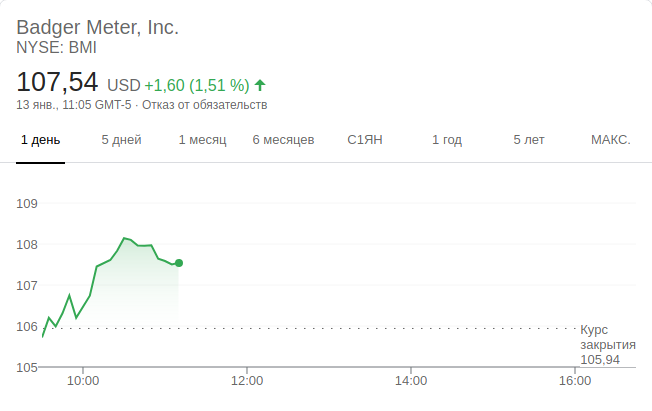 Badger Meter, Inc.
NYSE: BMI
107,54 USD +1,60 (1,51 %)
13 янв., 11:05 GMT-5 · Отказ от обязательств
1 день 5 дней 1 месяц 6 месяцев С1ЯН 1 год 5 лет МАКС.
109
108
107
106
105
Курс
закрытия
105,94
10:00 12:00 14:00 16:00